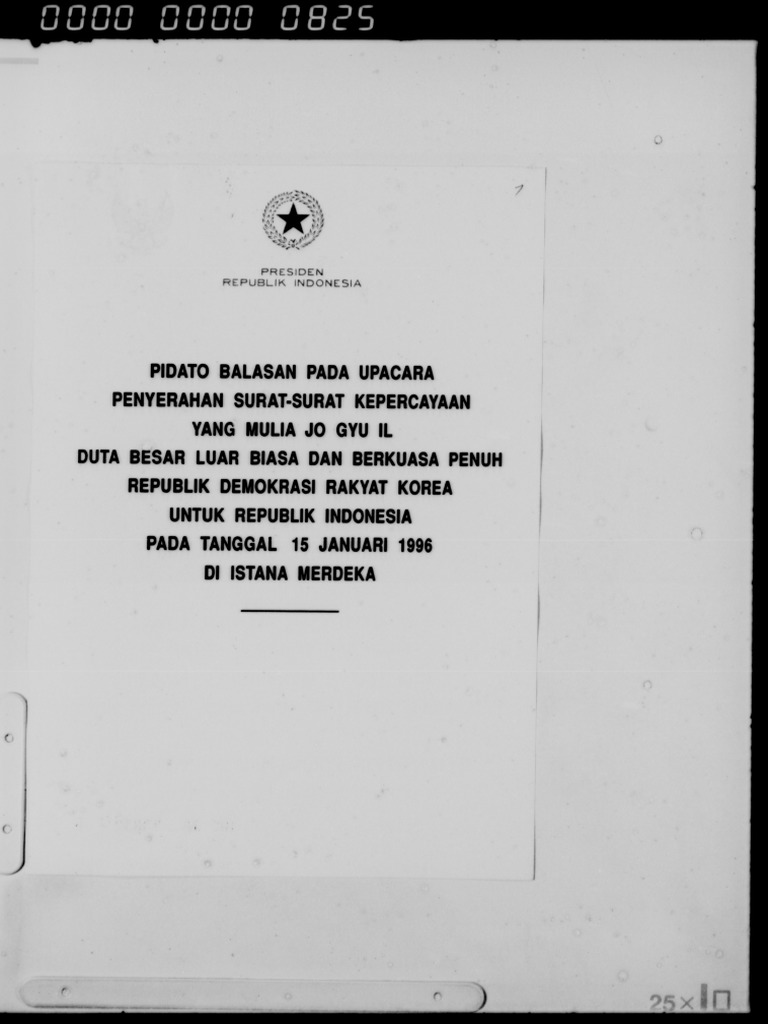 0000 0000 0825
PRESIDEN
REPUBLIK INDONESIA
PIDATO BALASAN PADA UPACARA
PENYERAHAN SURAT-SURAT KEPERCAYAAN
YANG MULIA JO GYU IL
DUTA BESAR LUAR BIASA DAN BERKUASA PENUH
REPUBLIK DEMOKRASI RAKYAT KOREA
UNTUK REPUBLIK INDONESIA
PADA TANGGAL 15 JANUARI 1996
DI ISTANA MERDEKA
25×